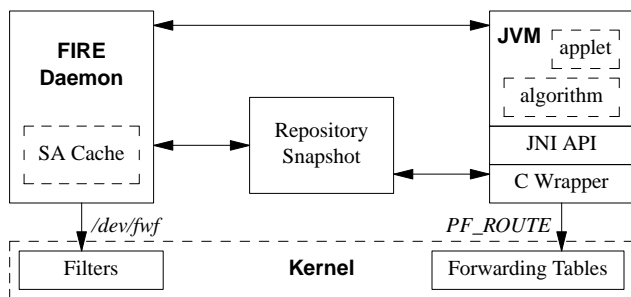 FIRE
Daemon
SA Cache
Repository
Snapshot
JVM
applet
algorithm
JNI API
C Wrapper
/dev/fwf
PF_ROUTE
Filters
Kernel
Forwarding Tables